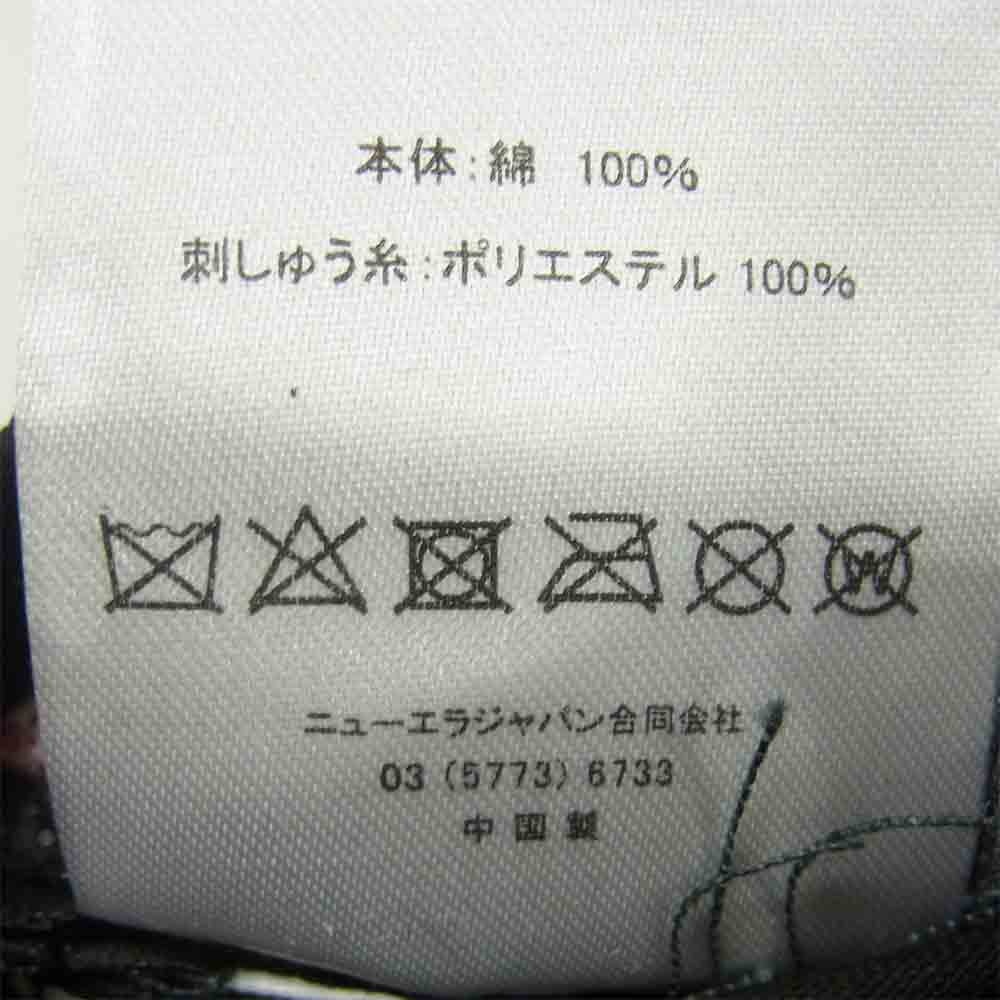 本体:綿 100%
刺しゅう糸:ポリエステル 100%
W
ニューエラジャパン合同会社
03 (5773) 6733
中国製